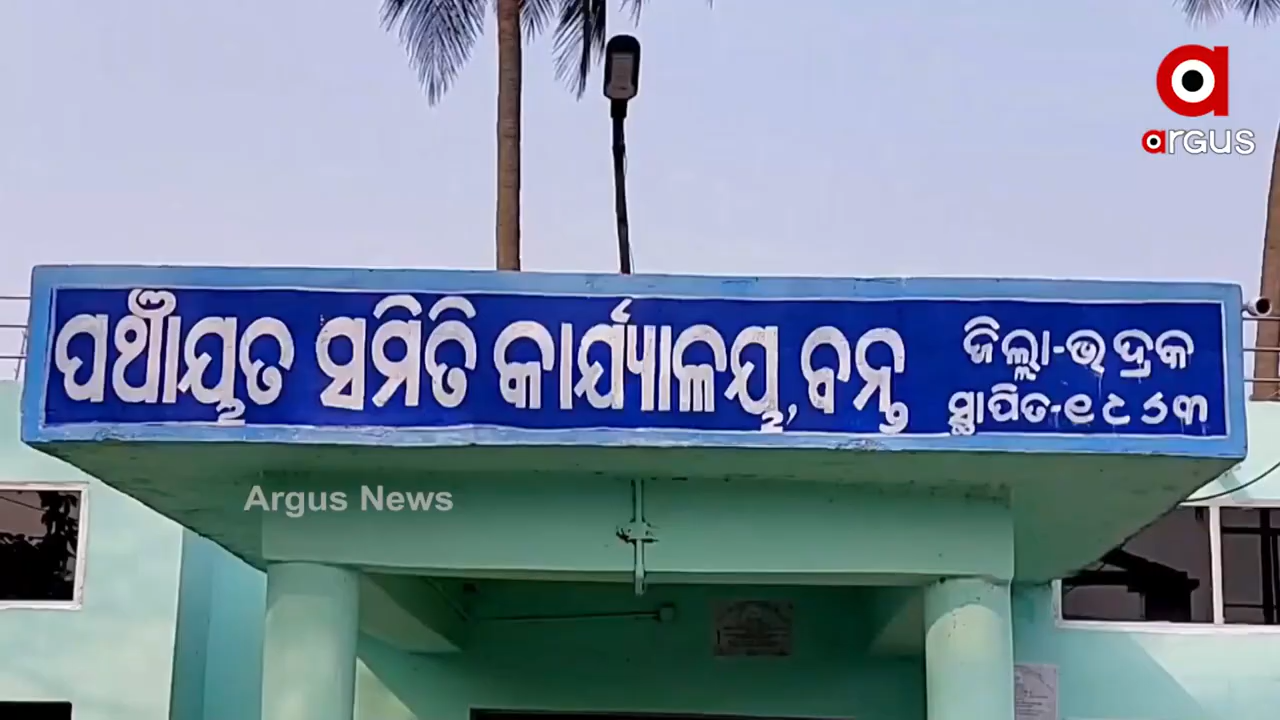 argus
ପଞ୍ଚାୟତ ସମିତି କାର୍ଯ୍ୟାଳୟ, ବନ୍ତ
ଜିଲ୍ଲା-ଭଦ୍ରକ
ସ୍ଥାପିତ-୧୯୬୩
Argus News